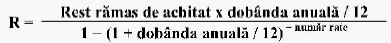 R = Rest rămas de achitat x dobânda anuală / 12
1 – (1 + dobânda anuală / 12)⁻ număr rate